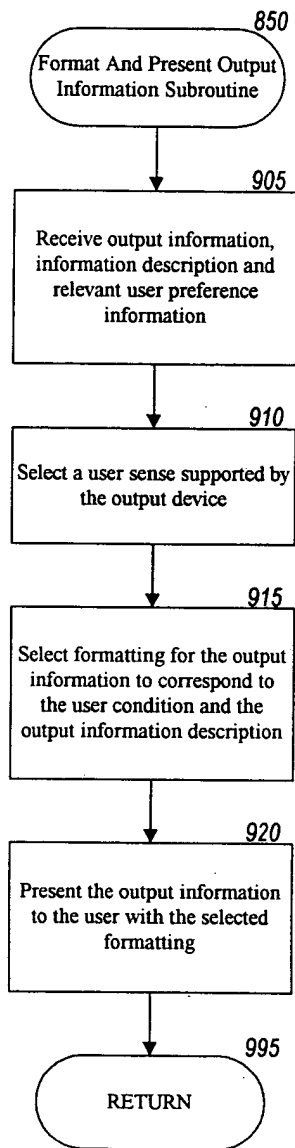 850
Format And Present Output
Information Subroutine
905
Receive output information,
information description and
relevant user preference
information
910
Select a user sense supported by
the output device
915
Select formatting for the output
information to correspond to
the user condition and the
output information description
920
Present the output information
to the user with the selected
formatting
995
RETURN